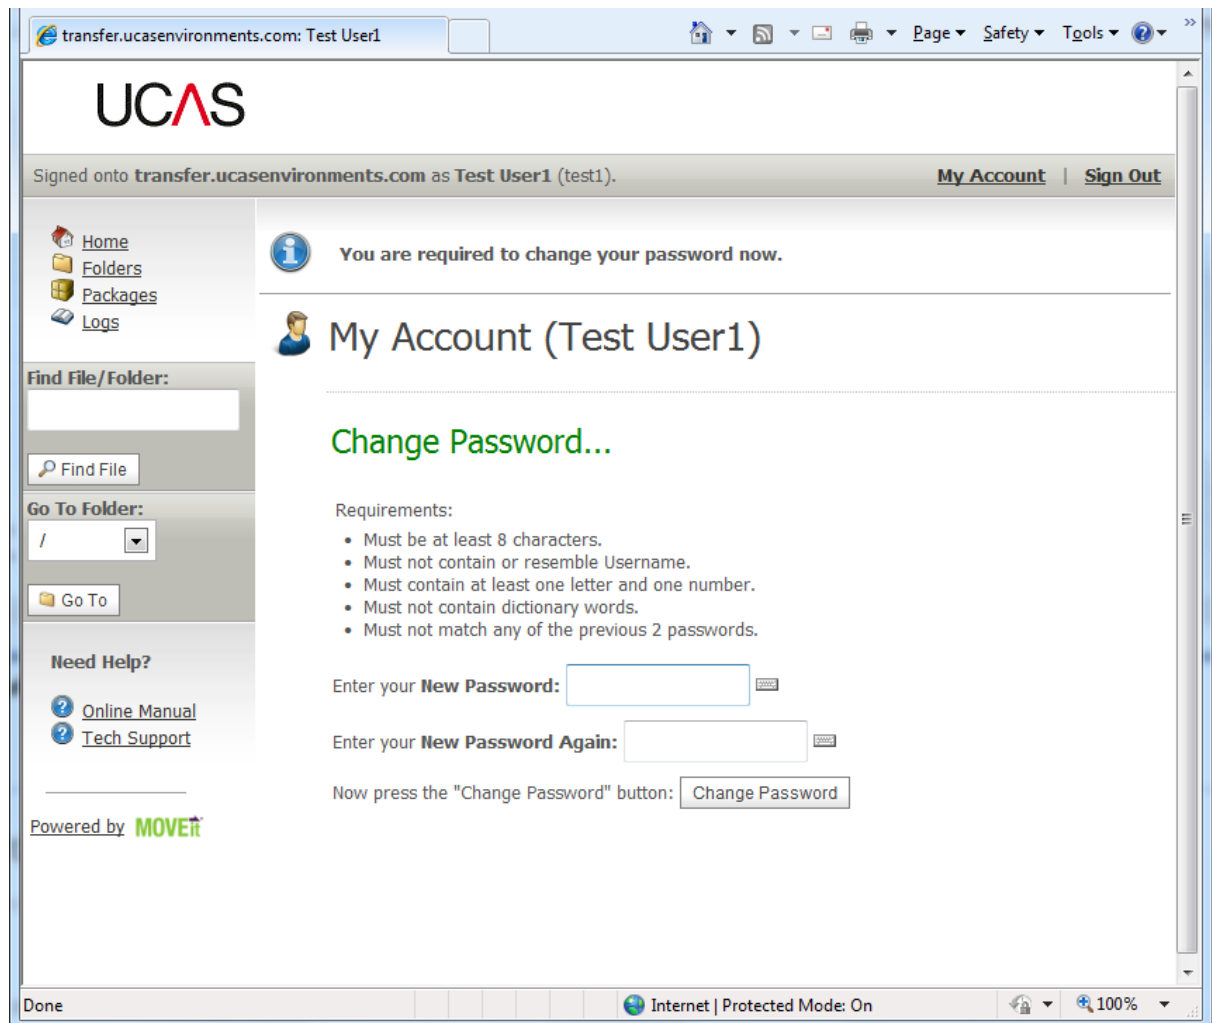 transfer.ucasenvironments.com: Test User1
Page Safety Tools
UCAS
Signed onto transfer.ucasenvironments.com as Test User1 (test1). My Account | Sign Out
Home
Folders
Packages
Logs
You are required to change your password now.
My Account (Test User1)
Find File/Folder:
Find File
Go To Folder:
/
Go To
Need Help?
Online Manual
Tech Support
Powered by MOVEit
Change Password...
Requirements:
• Must be at least 8 characters.
• Must not contain or resemble Username.
• Must contain at least one letter and one number.
• Must not contain dictionary words.
• Must not match any of the previous 2 passwords.
Enter your New Password:
Enter your New Password Again:
Now press the "Change Password" button: Change Password
Done Internet | Protected Mode: On 100%